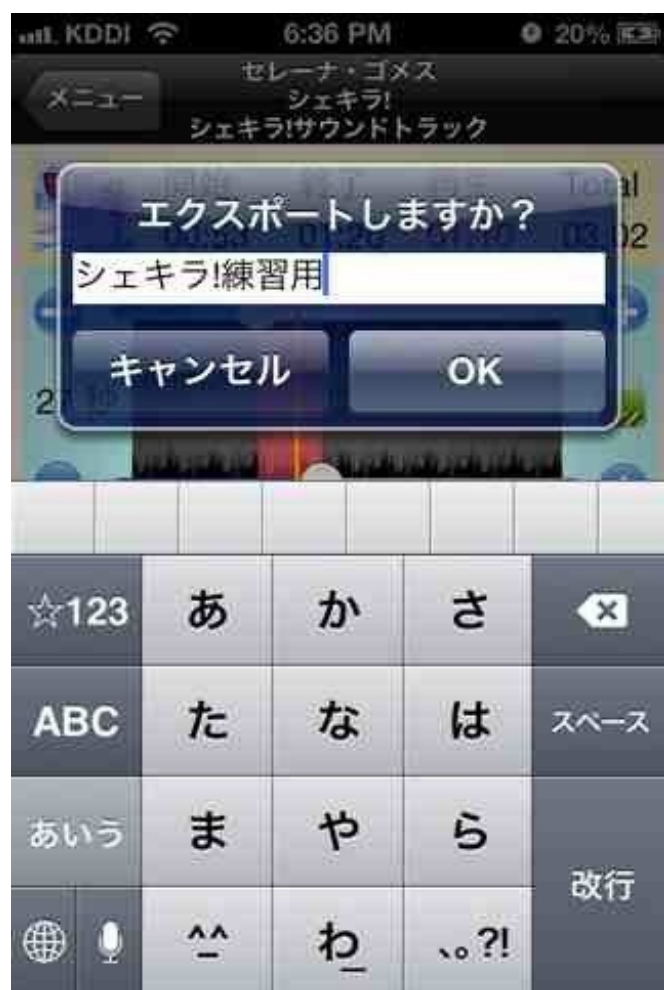 KDDI 6:36 PM 20%
メニュー
セレーナ・ゴメス
シェキラ!
シェキラ!サウンドトラック
エクスポートしますか?
シェキラ!練習用
キャンセル OK
☆123 あ か さ
ABC た な は スペース
あいう ま や ら
改行
^_^ わ 、。?!